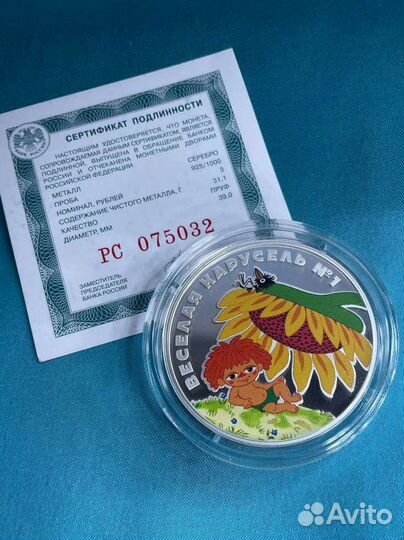 СЕРТИФИКАТ ПОДЛИННОСТИ
НАСТОЯЩИМ УДОСТОВЕРЯЕТСЯ, ЧТО МОНЕТА,
СОПРОВОЖДАЕМАЯ ДАННЫМ СЕРТИФИКАТОМ, ЯВЛЯЕТСЯ
ПОДЛИННОЙ, ВЫПУЩЕНА В ОБРАЩЕНИЕ БАНКОМ
РОССИИ И ОТЧЕКАНЕНА МОНЕТНЫМИ ДВОРАМИ
РОССИЙСКОЙ ФЕДЕРАЦИИ.
МЕТАЛЛ СЕРЕБРО
ПРОБА 925/1000
НОМИНАЛ, РУБЛЕЙ 3
СОДЕРЖАНИЕ ЧИСТОГО МЕТАЛЛА, Г 31,1
КАЧЕСТВО ПРУФ
ДИАМЕТР, ММ 39,0
РС 075032
ЗАМЕСТИТЕЛЬ
ПРЕДСЕДАТЕЛЯ
БАНКА РОССИИ
ВЕСЕЛАЯ КАРУСЕЛЬ №1
Avito